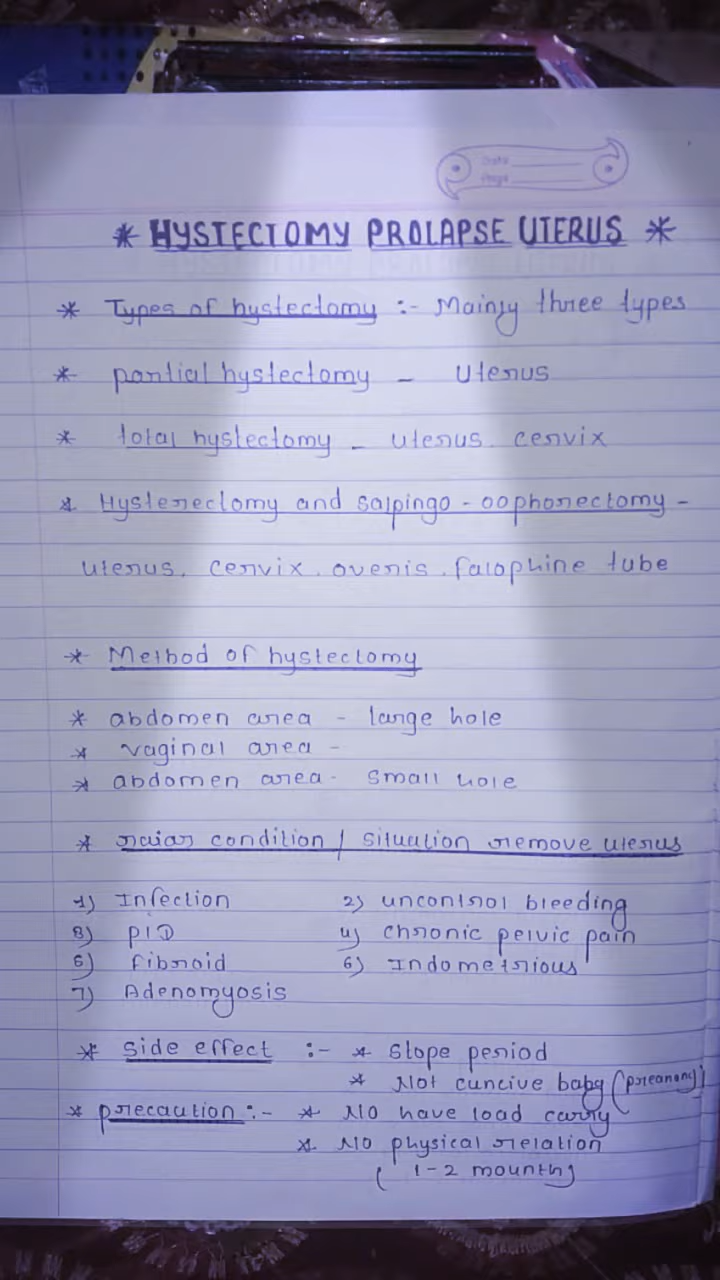 Date
Page
* HYSTECTOMY PROLAPSE UTERUS *
* Types of hystectomy :- Mainly three types
* partial hystectomy - Uterus
* total hystectomy - uterus. cervix
* Hysterectomy and salpingo - oophorectomy -
uterus. cervix. overis. falophine tube
* Method of hystectomy
* abdomen area - large hole
* vaginal area -
* abdomen area - small hole
* condition / situation remove uterus
1) Infection 2) uncontrol bleeding
3) PID 4) chronic pelvic pain
5) fibroid 6) Indometrious
7) Adenomyosis
* side effect :- * slope period
* Not cuncive baby (preanancy)
* precaution :- * No have load carry
* No physical relation
( 1-2 mounth)